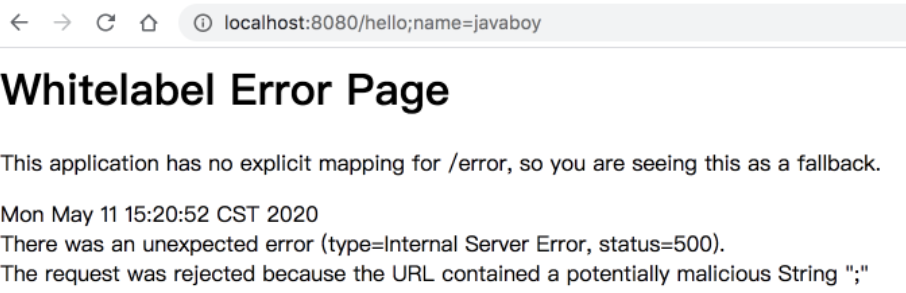 localhost:8080/hello;name=javaboy
Whitelabel Error Page
This application has no explicit mapping for /error, so you are seeing this as a fallback.
Mon May 11 15:20:52 CST 2020
There was an unexpected error (type=Internal Server Error, status=500).
The request was rejected because the URL contained a potentially malicious String ";"